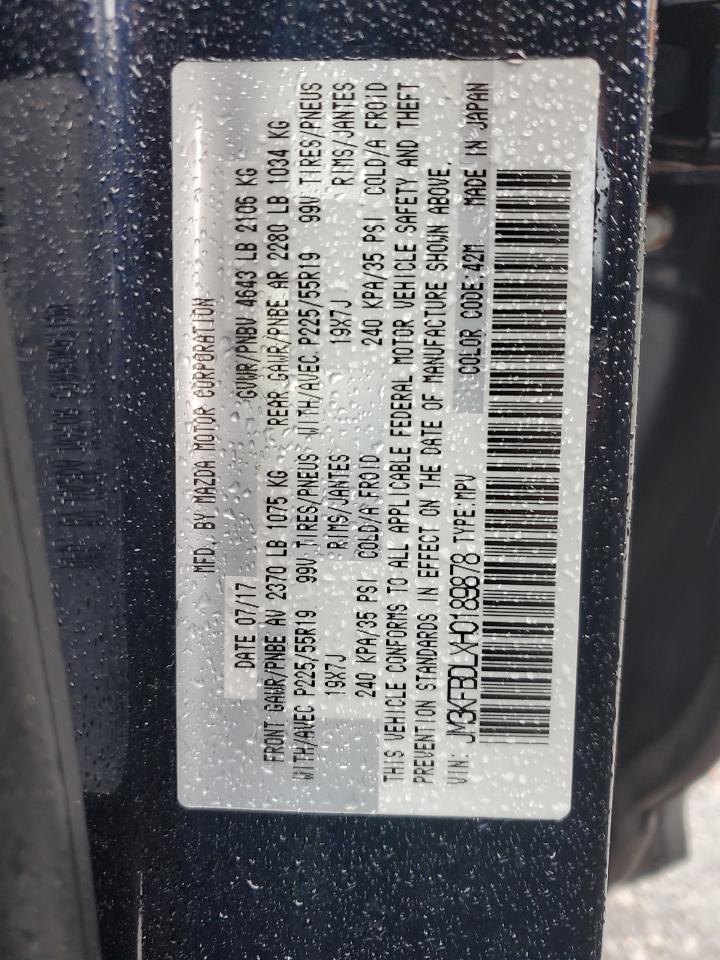 MFD. BY MAZDA MOTOR CORPORATION
DATE 07/17 GVWR/PNBV 4643 LB 2106 KG
FRONT GAWR/PNBE AV 2370 LB 1075 KG REAR GAWR/PNBE AR 2280 LB 1034 KG
WITH/AVEC P225/55R19 99V TIRES/PNEUS WITH/AVEC P225/55R19 99V TIRES/PNEUS
19X7J RIMS/JANTES 19X7J RIMS/JANTES
240 KPA/35 PSI COLD/A FROID 240 KPA/35 PSI COLD/A FROID
THIS VEHICLE CONFORMS TO ALL APPLICABLE FEDERAL MOTOR VEHICLE SAFETY AND THEFT
PREVENTION STANDARDS IN EFFECT ON THE DATE OF MANUFACTURE SHOWN ABOVE.
VIN: JM3KFBDLXH0189878 TYPE:MPV COLOR CODE:42M MADE IN JAPAN